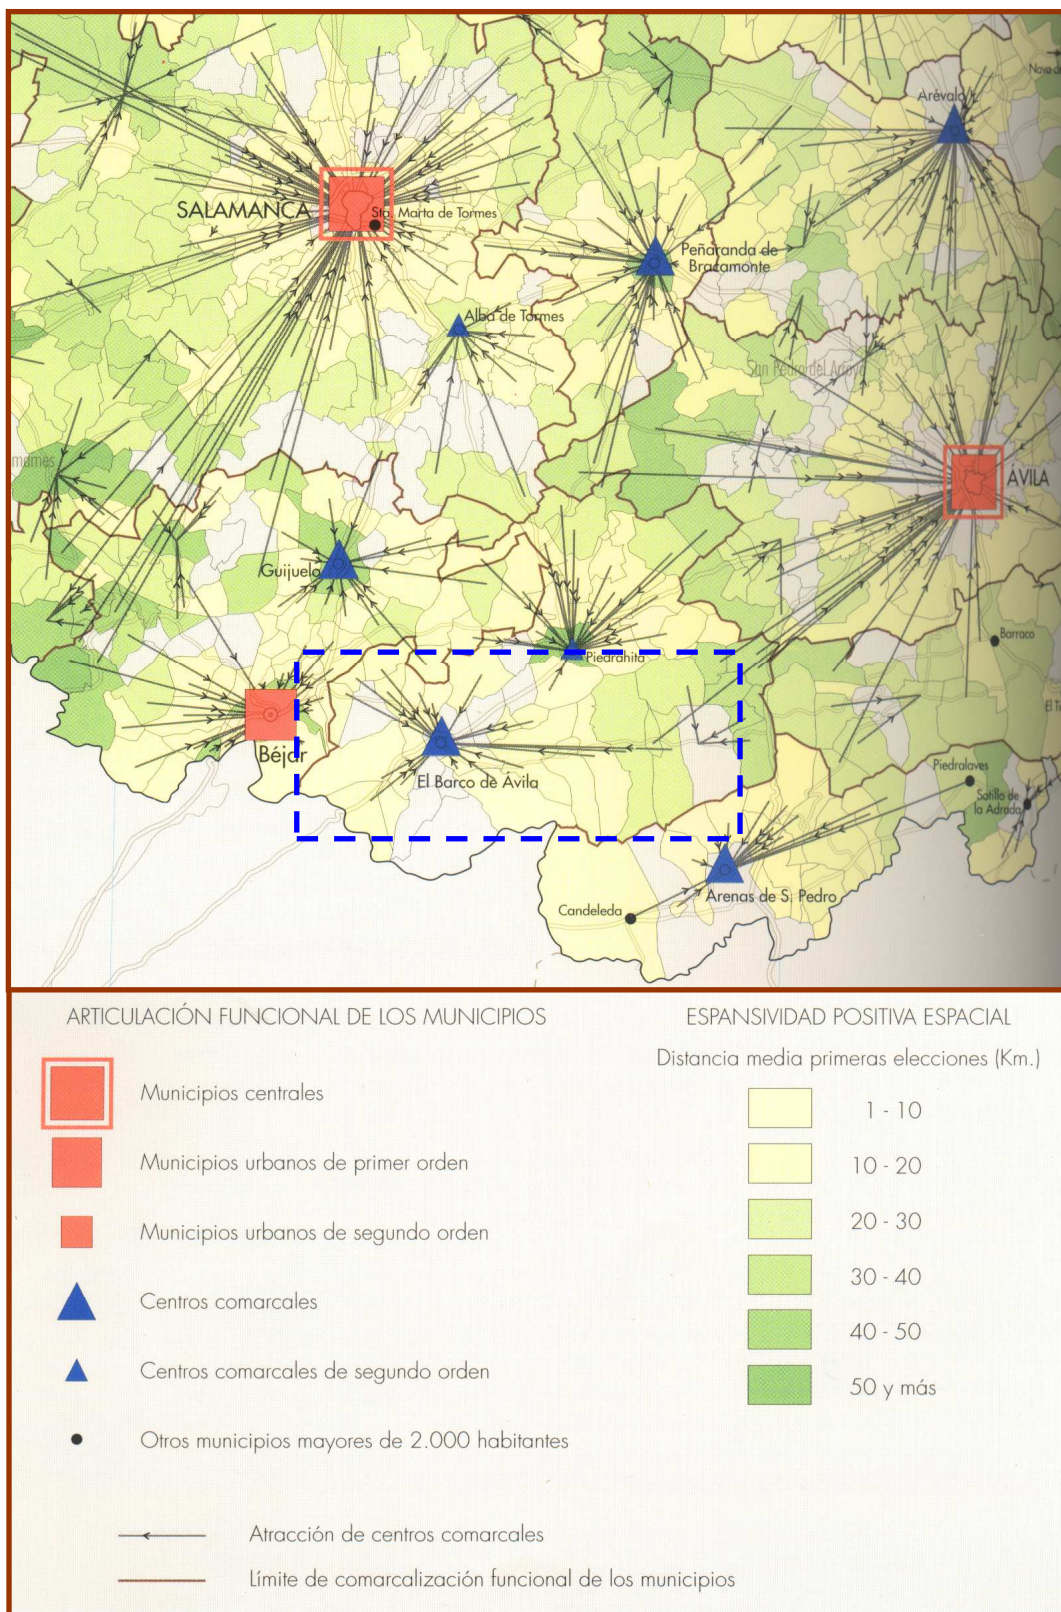 Nava de
Arévalo
SALAMANCA
Sta. Marta de Tormes
Peñaranda de
Bracamonte
Alba de Tormes
San Pedro del Arroyo
mames
ÁVILA
Guijuelo
Barraco
Piedrahita
El
Béjar
El Barco de Ávila
Piedralaves
Sotillo de
la Adrada
Arenas de S. Pedro
Candeleda
ARTICULACIÓN FUNCIONAL DE LOS MUNICIPIOS
Municipios centrales
Municipios urbanos de primer orden
Municipios urbanos de segundo orden
Centros comarcales
Centros comarcales de segundo orden
Otros municipios mayores de 2.000 habitantes
Atracción de centros comarcales
Límite de comarcalización funcional de los municipios
ESPANSIVIDAD POSITIVA ESPACIAL
Distancia media primeras elecciones (Km.)
1 - 10
10 - 20
20 - 30
30 - 40
40 - 50
50 y más